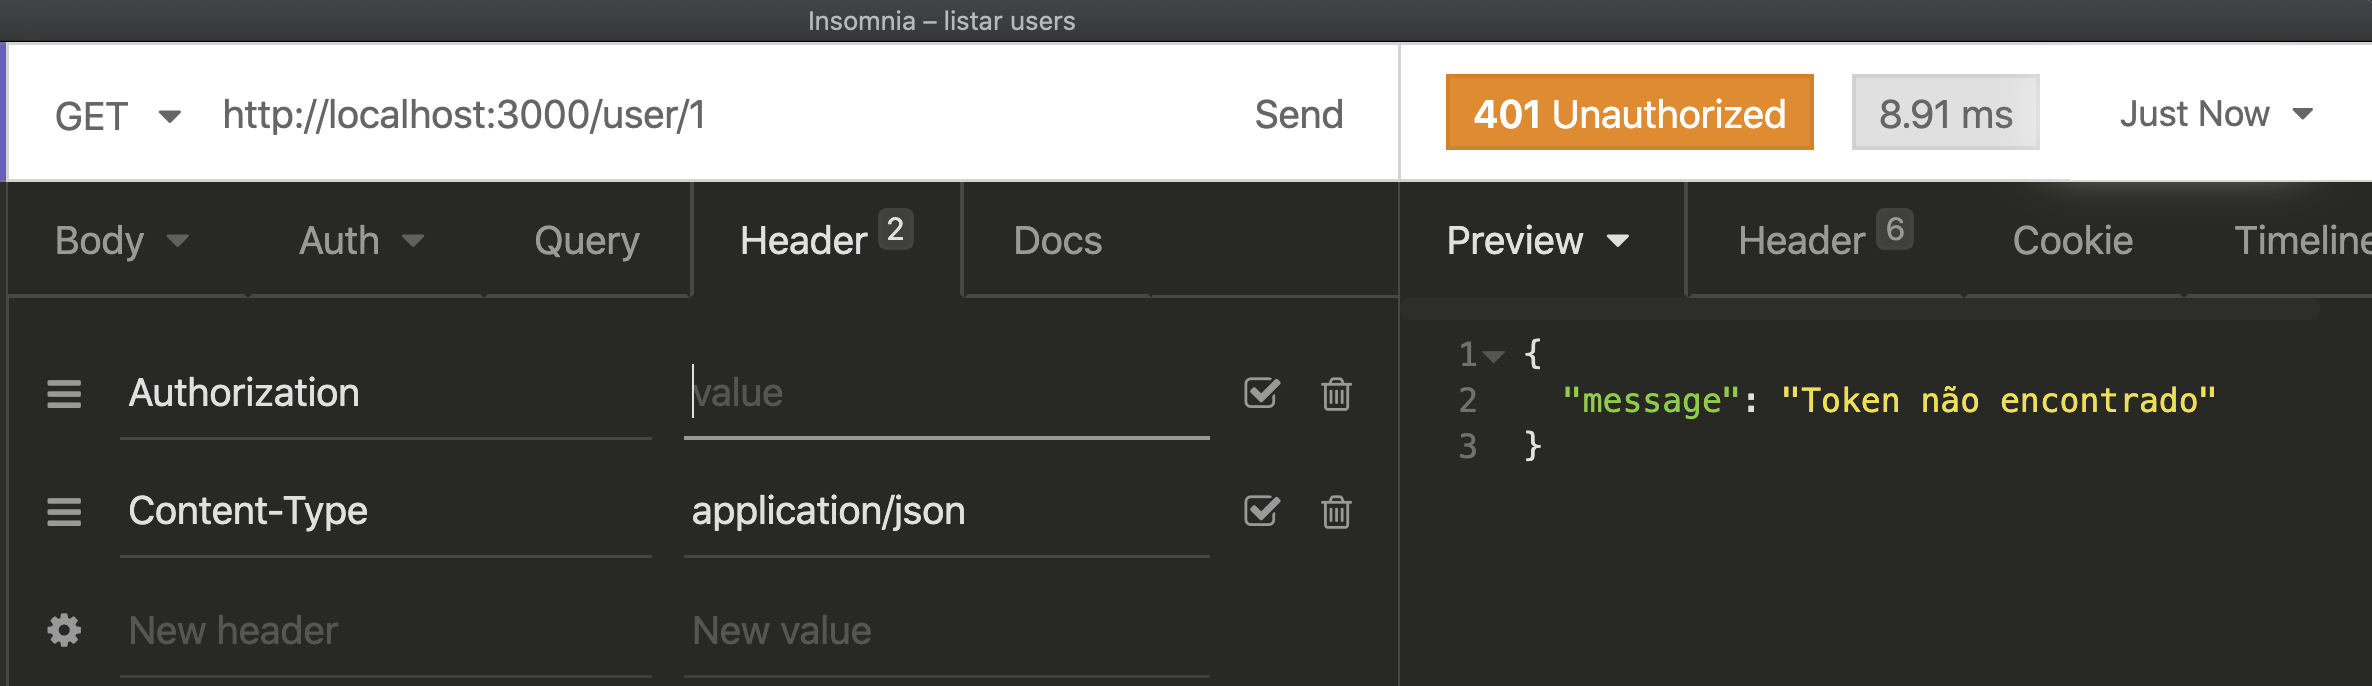 Insomnia – listar users
GET http://localhost:3000/user/1 Send 401 Unauthorized 8.91 ms Just Now
Body Auth Query Header 2 Docs Preview Header 6 Cookie Timeline
Authorization value
Content-Type application/json
New header New value
1 {
2 "message": "Token não encontrado"
3 }